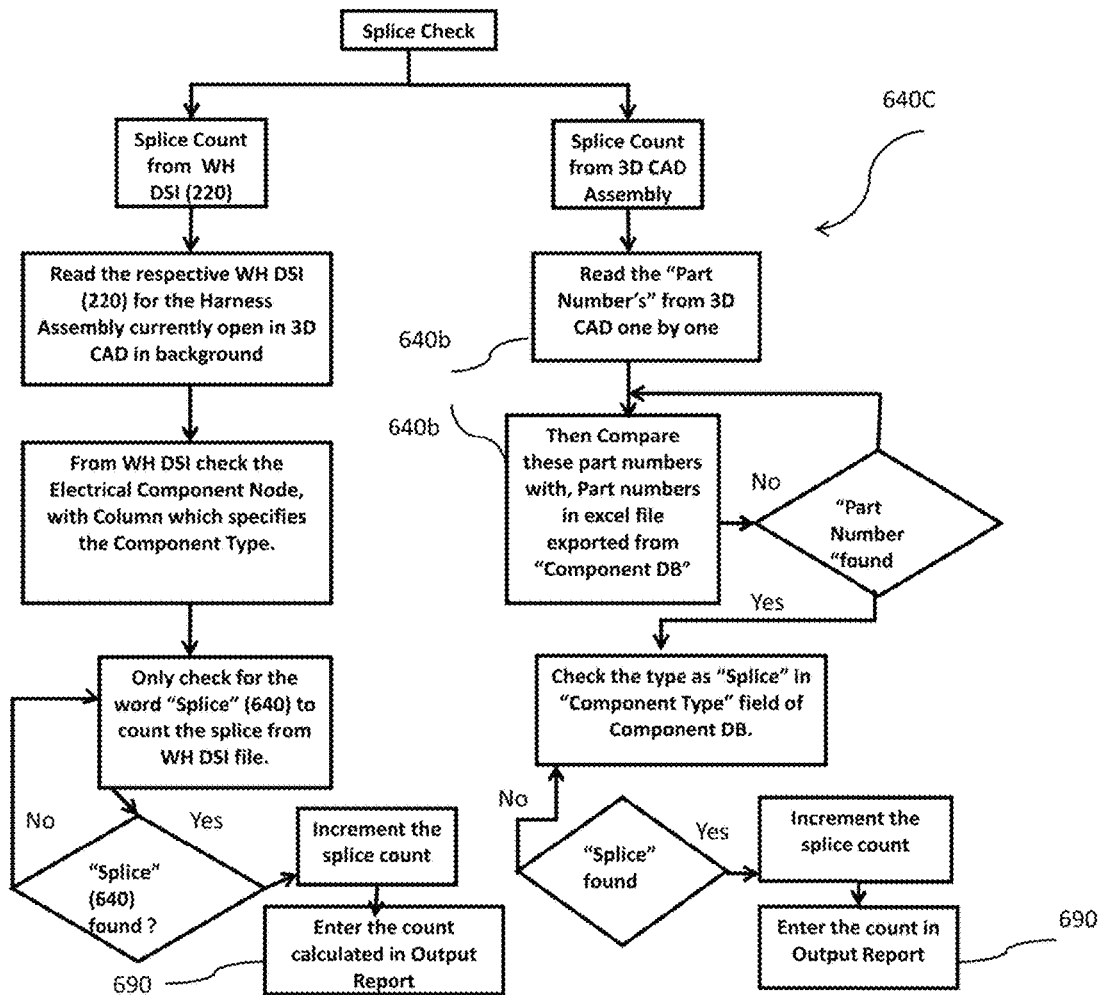 Splice Check
640C
Splice Count
from WH
DSI (220)
Splice Count
from 3D CAD
Assembly
Read the respective WH DSI
(220) for the Harness
Assembly currently open in 3D
CAD in background
Read the “Part
Number’s” from 3D
CAD one by one
640b
640b
From WH DSI check the
Electrical Component Node,
with Column which specifies
the Component Type.
Then Compare
these part numbers
with, Part numbers
in excel file
exported from
“Component DB”
No
“Part
Number
“found
Yes
Only check for the
word “Splice” (640) to
count the splice from
WH DSI file.
Check the type as “Splice” in
“Component Type” field of
Component DB.
No
Yes
“Splice”
(640)
found ?
Increment the
splice count
Enter the count
calculated in Output
Report
690
No
“Splice”
found
Yes
Increment the
splice count
Enter the count in
Output Report
690